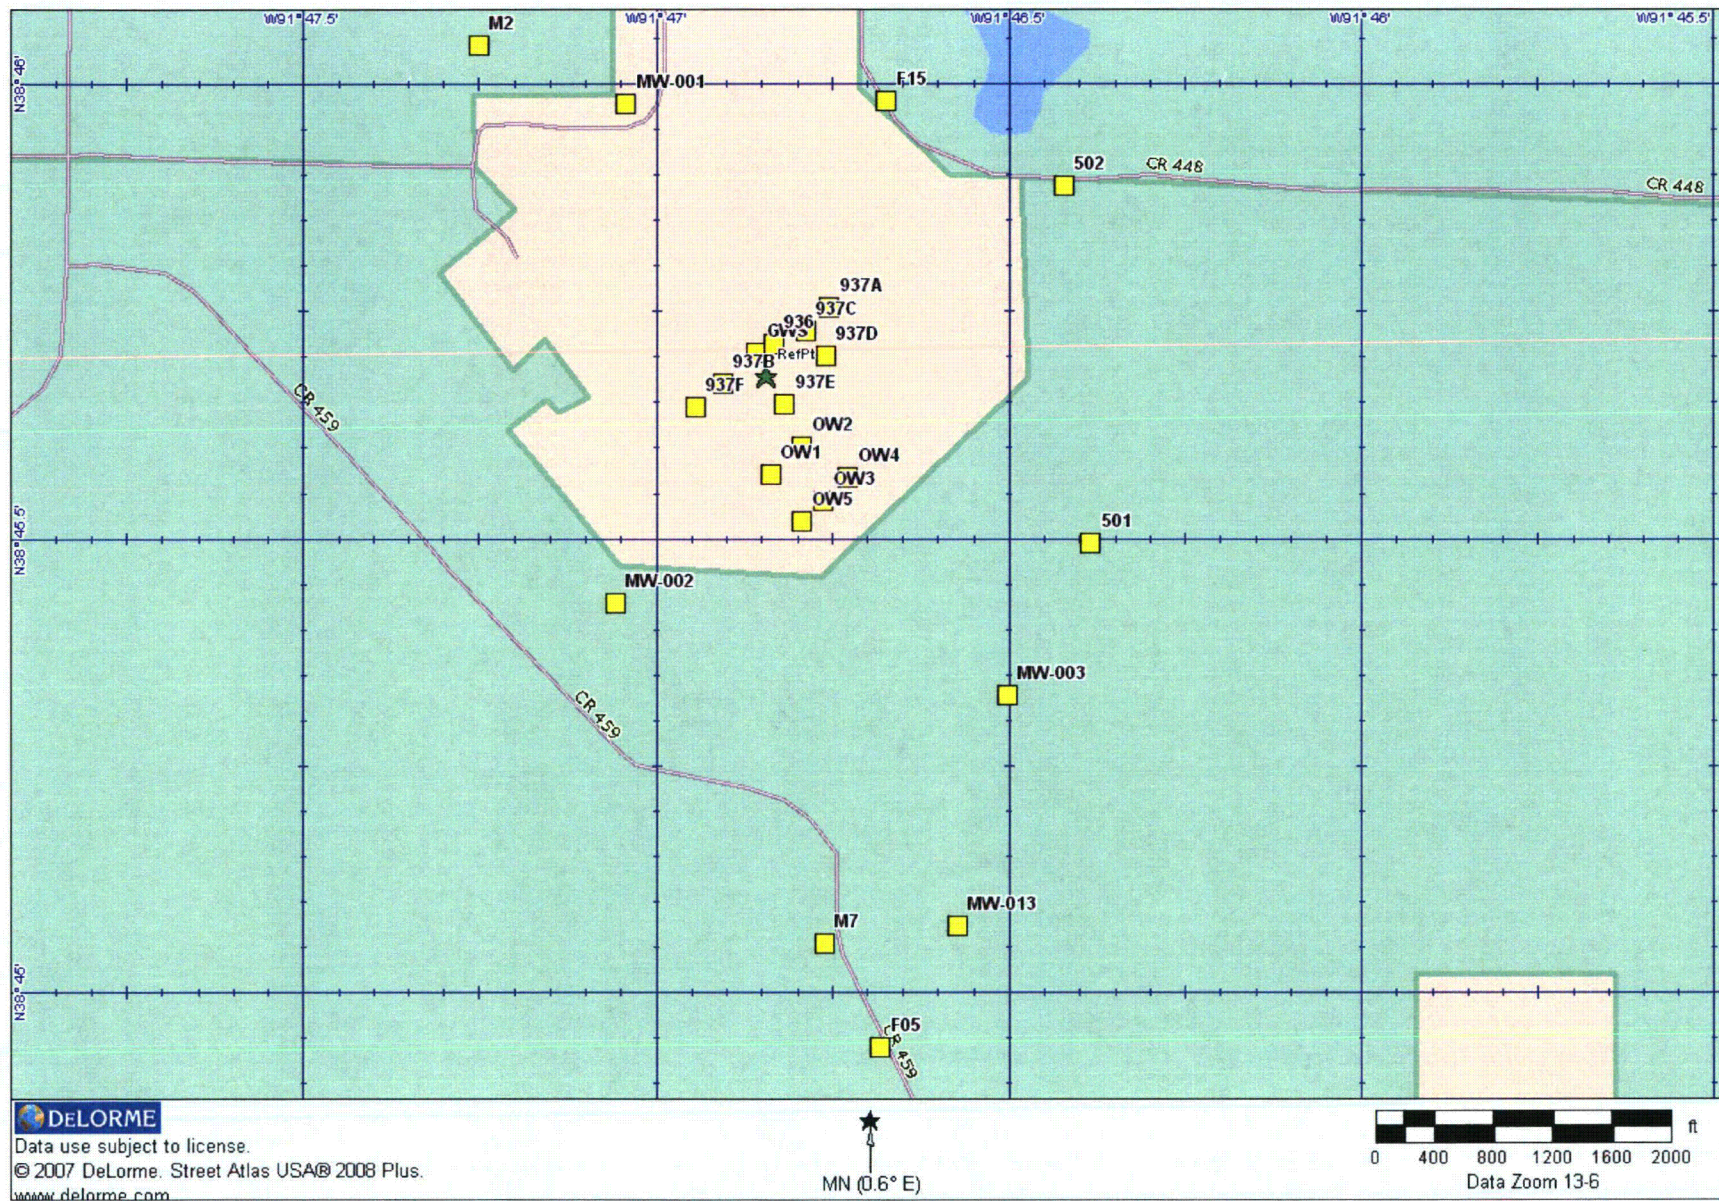 W91°47.5'
W91°47'
W91°46.5'
W91°46'
W91°45.5'
M2
N38°46'
MW-001
F15
502
CR 448
CR 448
937A
937C
936
937D
GWS
RefPt
937B
937E
937F
CR 459
OW2
OW1
OW4
OW3
OW5
501
N38°45.5'
MW-002
MW-003
CR 459
MW-013
M7
N38°45'
F05
CR 459
DELORME
Data use subject to license.
© 2007 DeLorme. Street Atlas USA® 2008 Plus.
www.delorme.com
MN (0.6° E)
ft
0 400 800 1200 1600 2000
Data Zoom 13-6